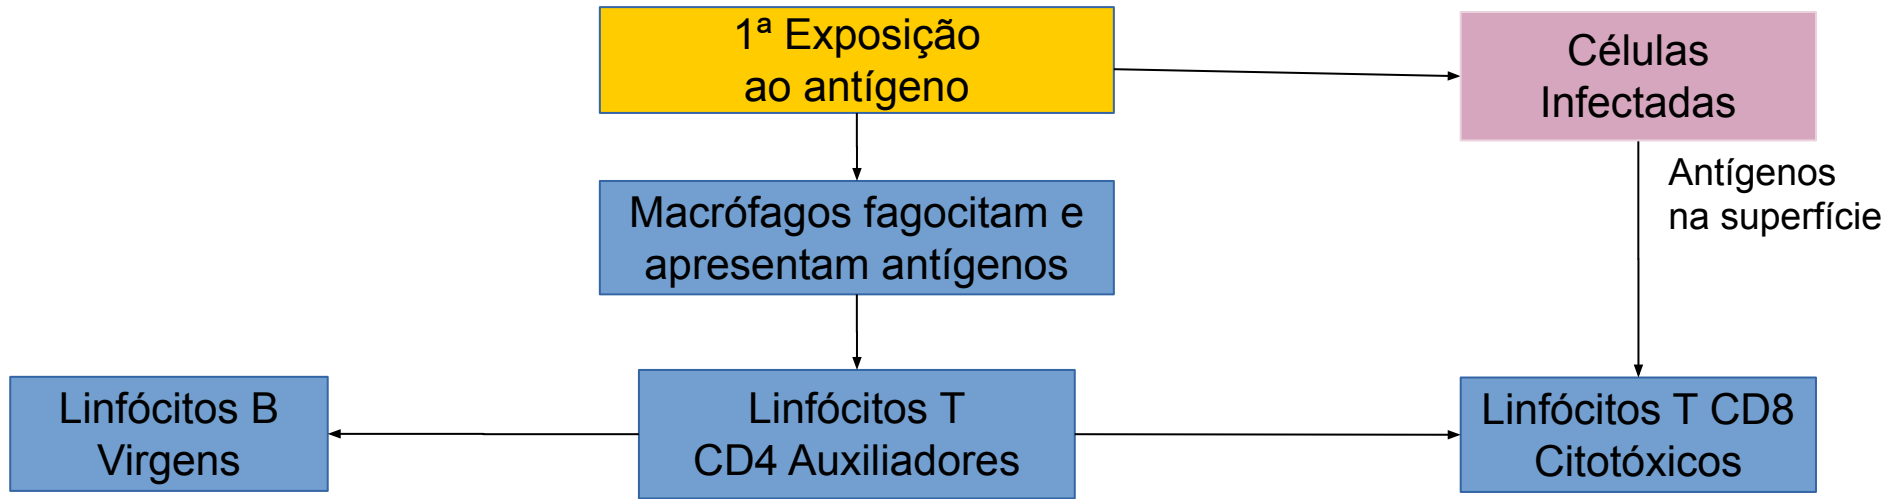 1ª Exposição
ao antígeno
Células
Infectadas
Antígenos
na superfície
Macrófagos fagocitam e
apresentam antígenos
Linfócitos B
Virgens
Linfócitos T
CD4 Auxiliadores
Linfócitos T CD8
Citotóxicos